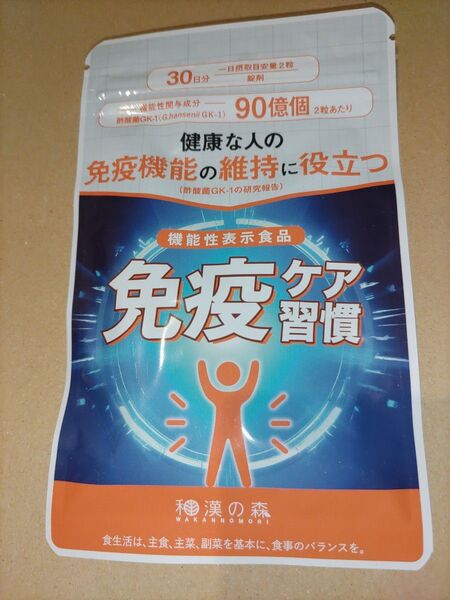 30日分 一日摂取目安量2粒
錠剤
機能性関与成分
酢酸菌GK-1(G.hansenii GK-1) 90億個 2粒あたり
健康な人の
免疫機能の維持に役立つ
(酢酸菌GK-1の研究報告)
機能性表示食品
免疫ケア
習慣
和漢の森
WAKANNOMORI
食生活は、主食、主菜、副菜を基本に、食事のバランスを。